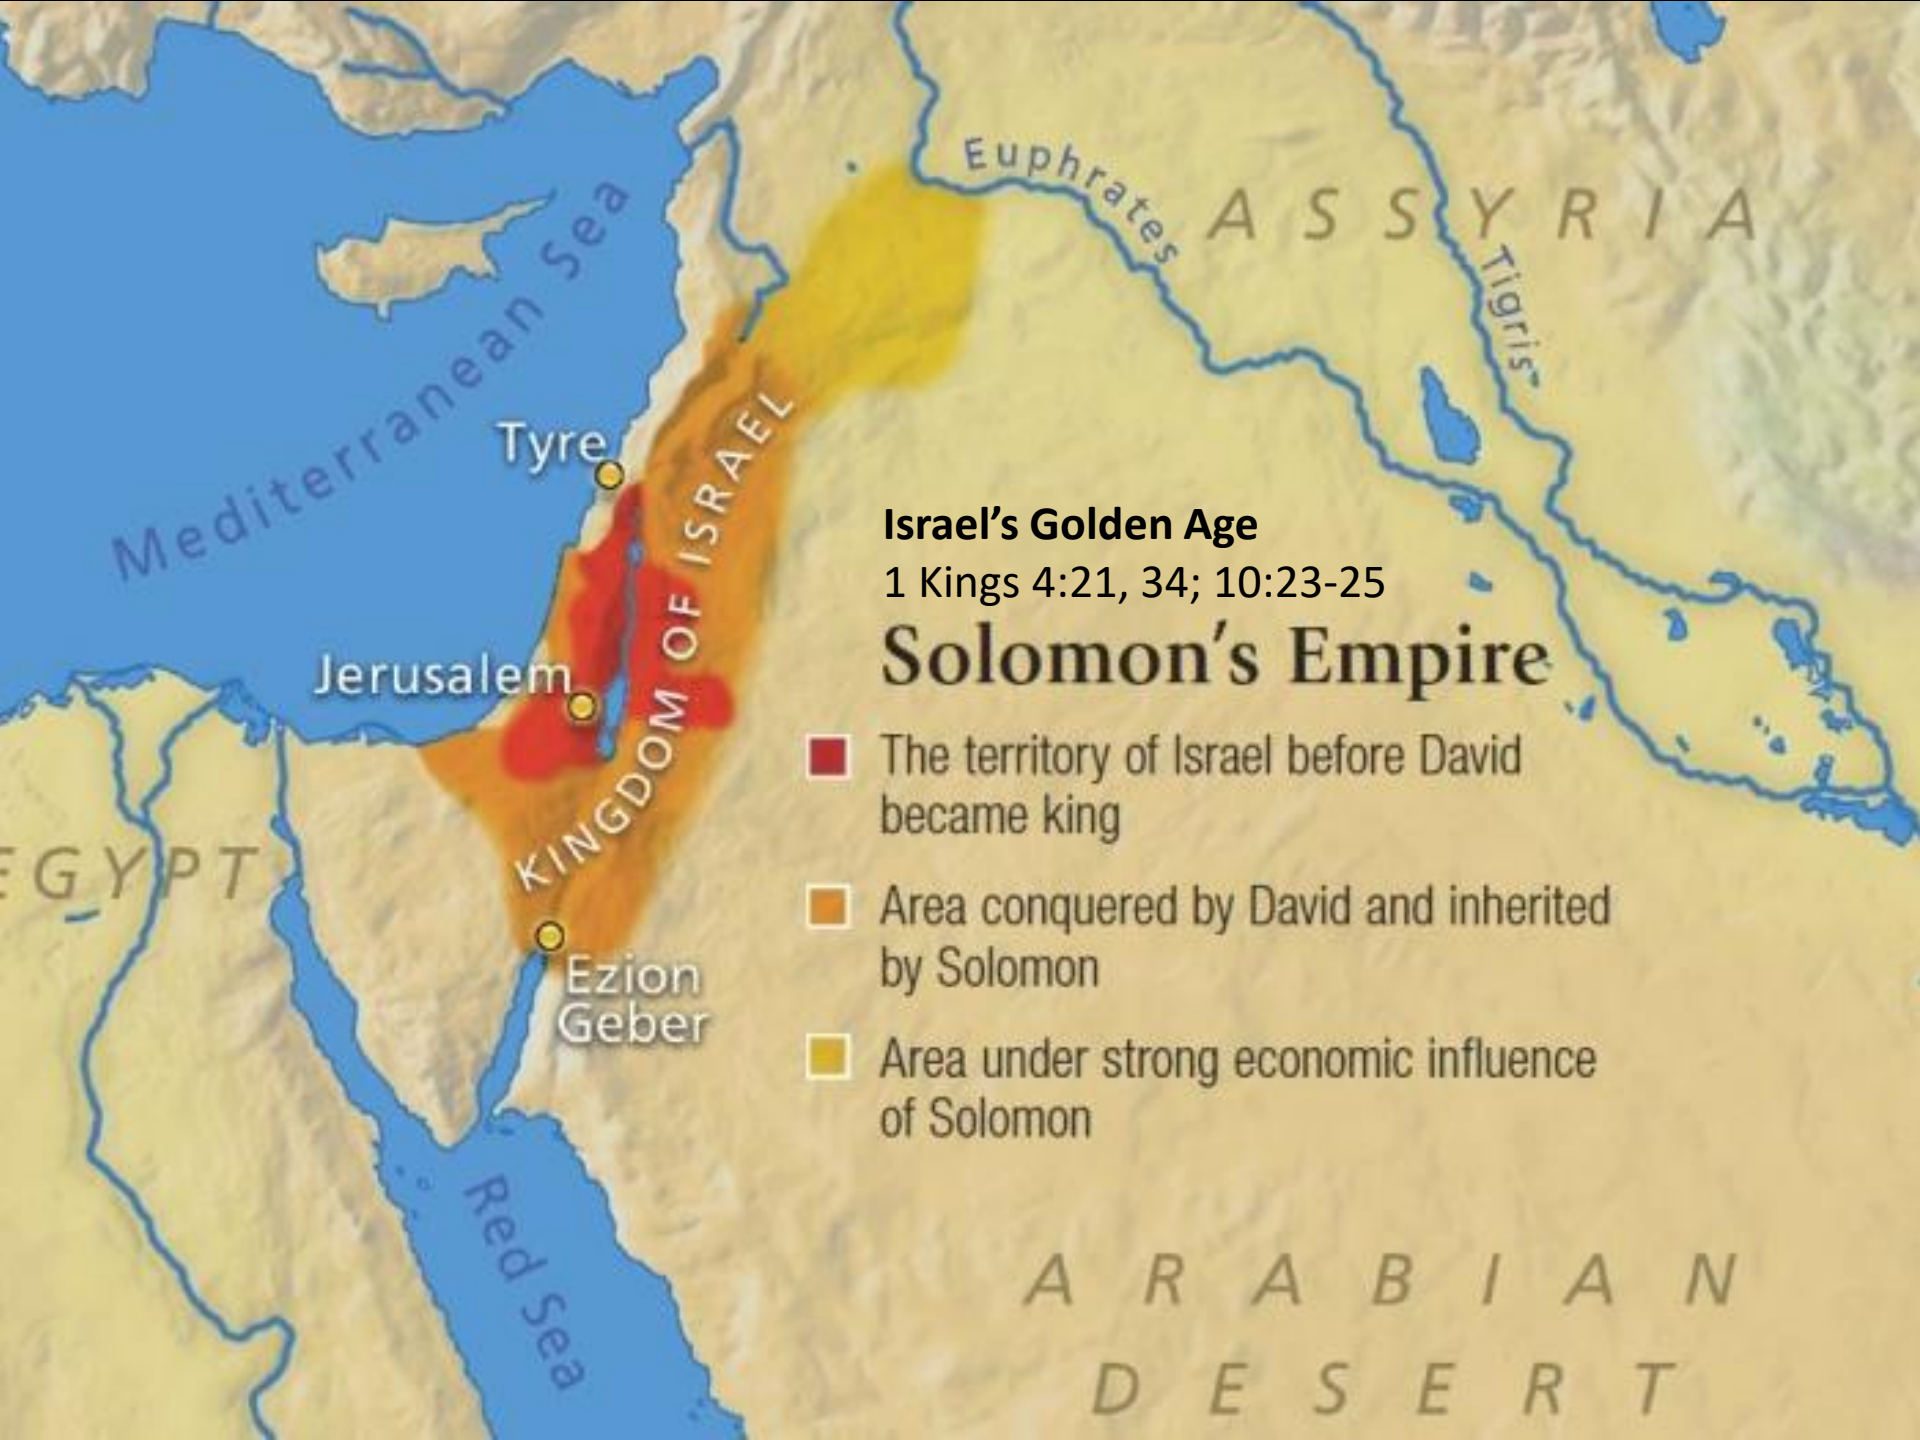 Euphrates
ASSYRIA
Tigris
Mediterranean Sea
Tyre
KINGDOM OF ISRAEL
Israel’s Golden Age
1 Kings 4:21, 34; 10:23-25
Solomon's Empire
Jerusalem
The territory of Israel before David
became king
EGYPT
Area conquered by David and inherited
by Solomon
Ezion
Geber
Area under strong economic influence
of Solomon
Red Sea
ARABIAN
DESERT